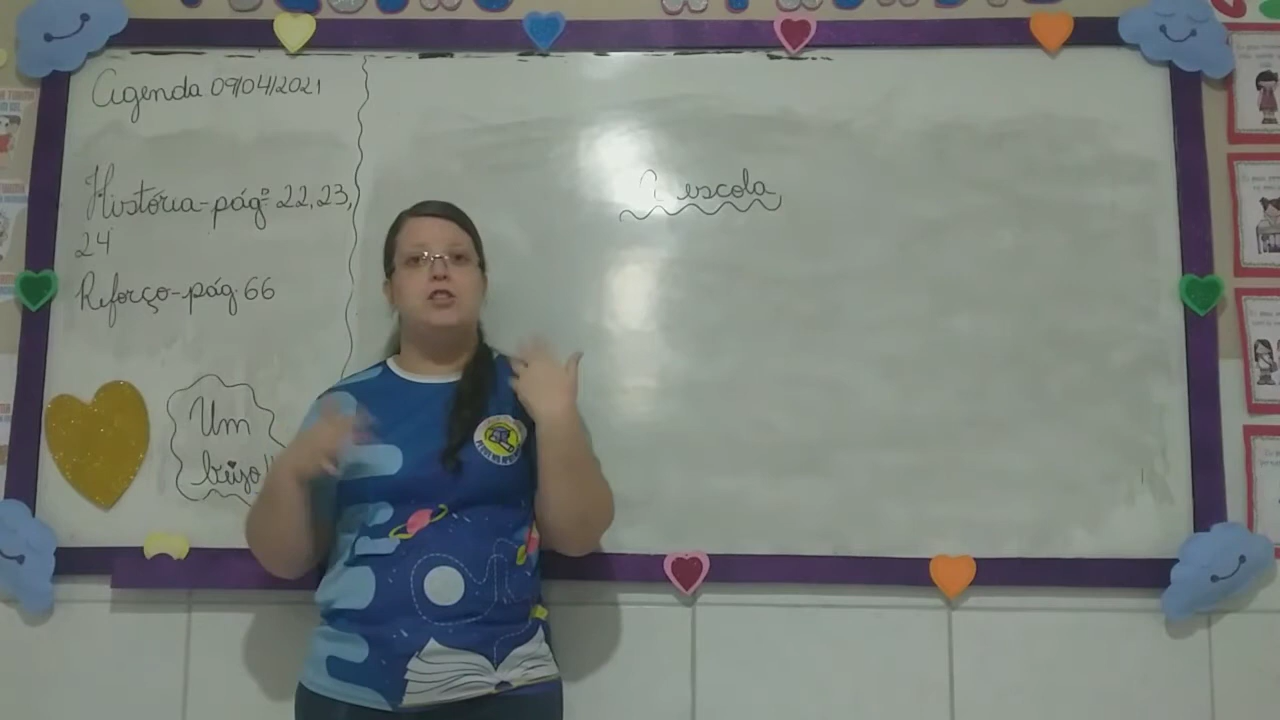 Agenda 09/04/2021
História-pág: 22, 23,
24
Reforço-pág. 66
Um
beijo!!
A escola